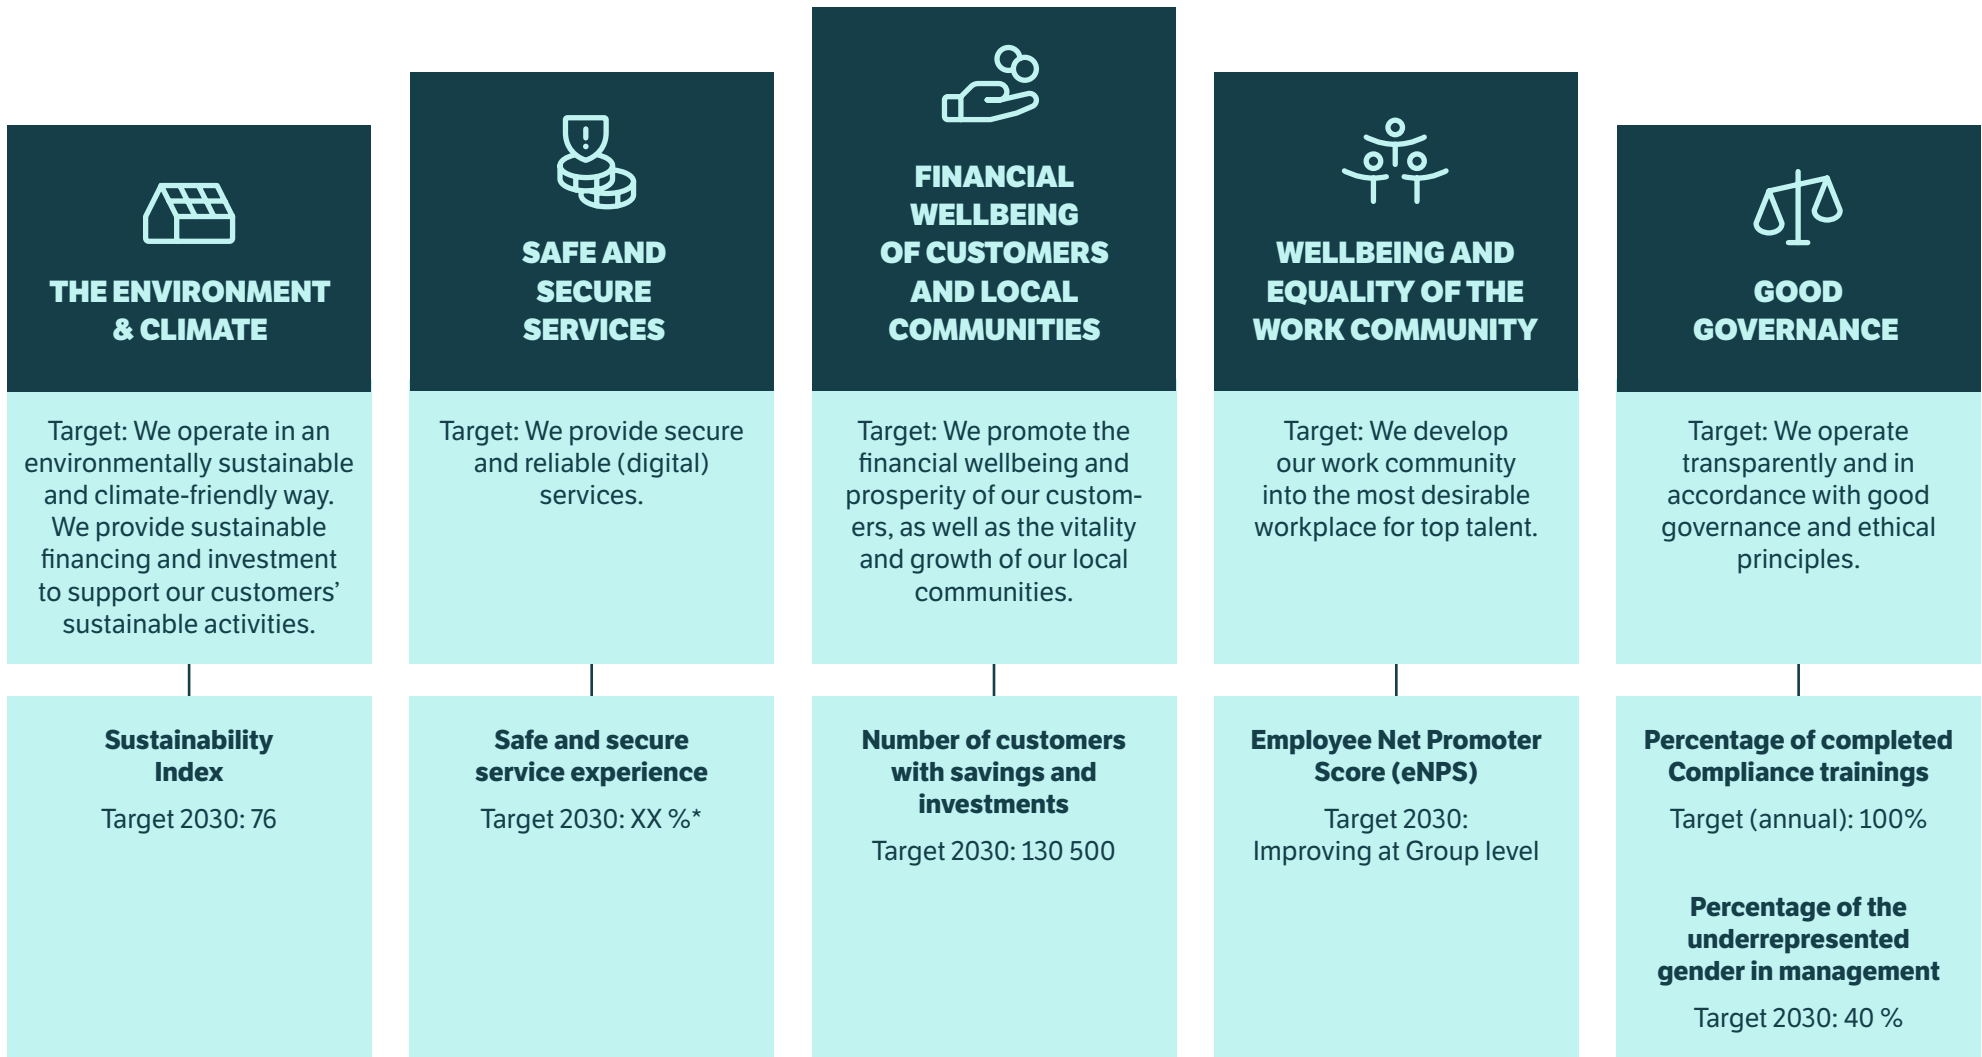 THE ENVIRONMENT
& CLIMATE
Target: We operate in an
environmentally sustainable
and climate-friendly way.
We provide sustainable
financing and investment
to support our customers’
sustainable activities.
Sustainability
Index
Target 2030: 76
SAFE AND
SECURE
SERVICES
Target: We provide secure
and reliable (digital)
services.
Safe and secure
service experience
Target 2030: XX %*
FINANCIAL
WELLBEING
OF CUSTOMERS
AND LOCAL
COMMUNITIES
Target: We promote the
financial wellbeing and
prosperity of our custom-
ers, as well as the vitality
and growth of our local
communities.
Number of customers
with savings and
investments
Target 2030: 130 500
WELLBEING AND
EQUALITY OF THE
WORK COMMUNITY
Target: We develop
our work community
into the most desirable
workplace for top talent.
Employee Net Promoter
Score (eNPS)
Target 2030:
Improving at Group level
GOOD
GOVERNANCE
Target: We operate
transparently and in
accordance with good
governance and ethical
principles.
Percentage of completed
Compliance trainings
Target (annual): 100%
Percentage of the
underrepresented
gender in management
Target 2030: 40 %